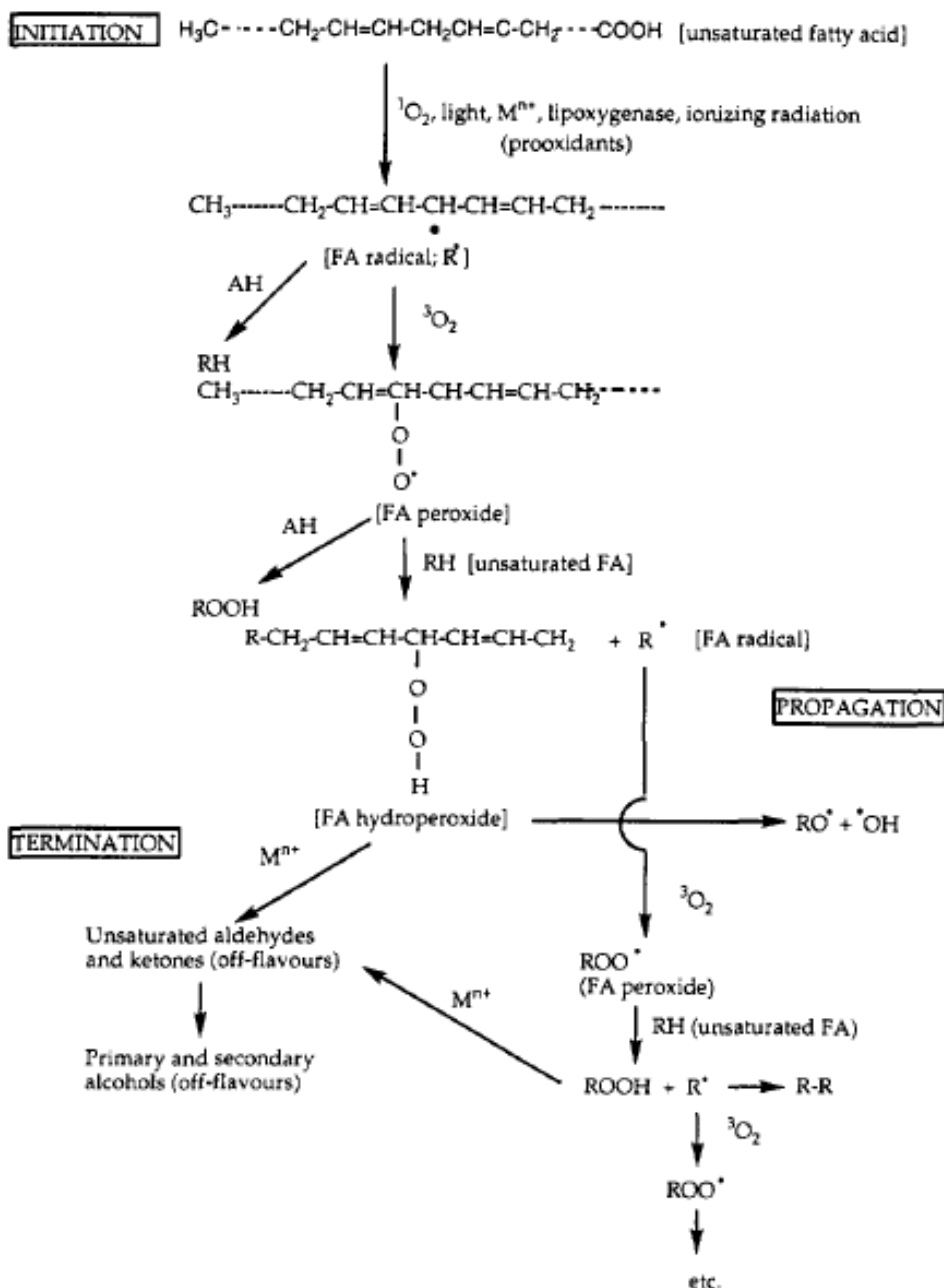 INITIATION H₃C-····CH₂-CH=CH-CH₂CH=C-CH₂····COOH [unsaturated fatty acid]
¹O₂, light, Mⁿ⁺, lipoxygenase, ionizing radiation
(prooxidants)
CH₃······CH₂-CH=CH-CH-CH=CH-CH₂········
•
[FA radical; R•]
AH
³O₂
RH
CH₃······CH₂-CH=CH-CH-CH=CH-CH₂········
O
O•
[FA peroxide]
AH
RH [unsaturated FA]
ROOH
R-CH₂-CH=CH-CH-CH=CH-CH₂ + R• [FA radical]
O
PROPAGATION
O
H
[FA hydroperoxide]
RO• + •OH
TERMINATION
Mⁿ⁺
³O₂
Unsaturated aldehydes
and ketones (off-flavours)
ROO•
(FA peroxide)
Mⁿ⁺
RH (unsaturated FA)
Primary and secondary
alcohols (off-flavours)
ROOH + R• R-R
³O₂
ROO•
etc.